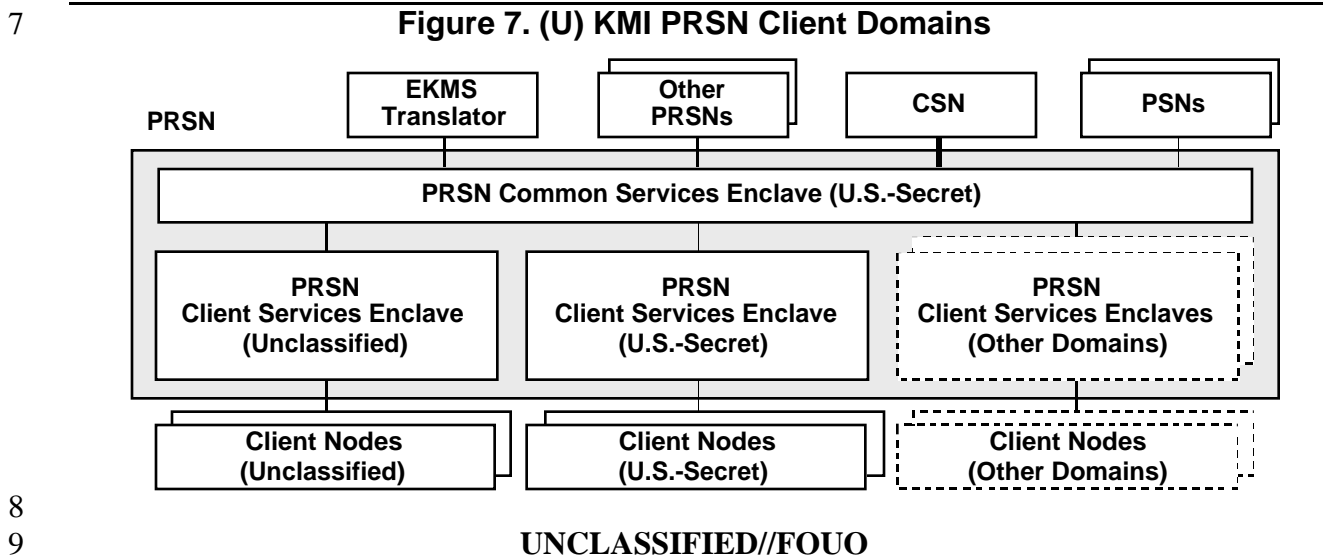 7 Figure 7. (U) KMI PRSN Client Domains
EKMS
Translator
Other
PRSNs
CSN
PSNs
PRSN
PRSN Common Services Enclave (U.S.-Secret)
PRSN
Client Services Enclave
(Unclassified)
PRSN
Client Services Enclave
(U.S.-Secret)
PRSN
Client Services Enclaves
(Other Domains)
Client Nodes
(Unclassified)
Client Nodes
(U.S.-Secret)
Client Nodes
(Other Domains)
8
9 UNCLASSIFIED//FOUO